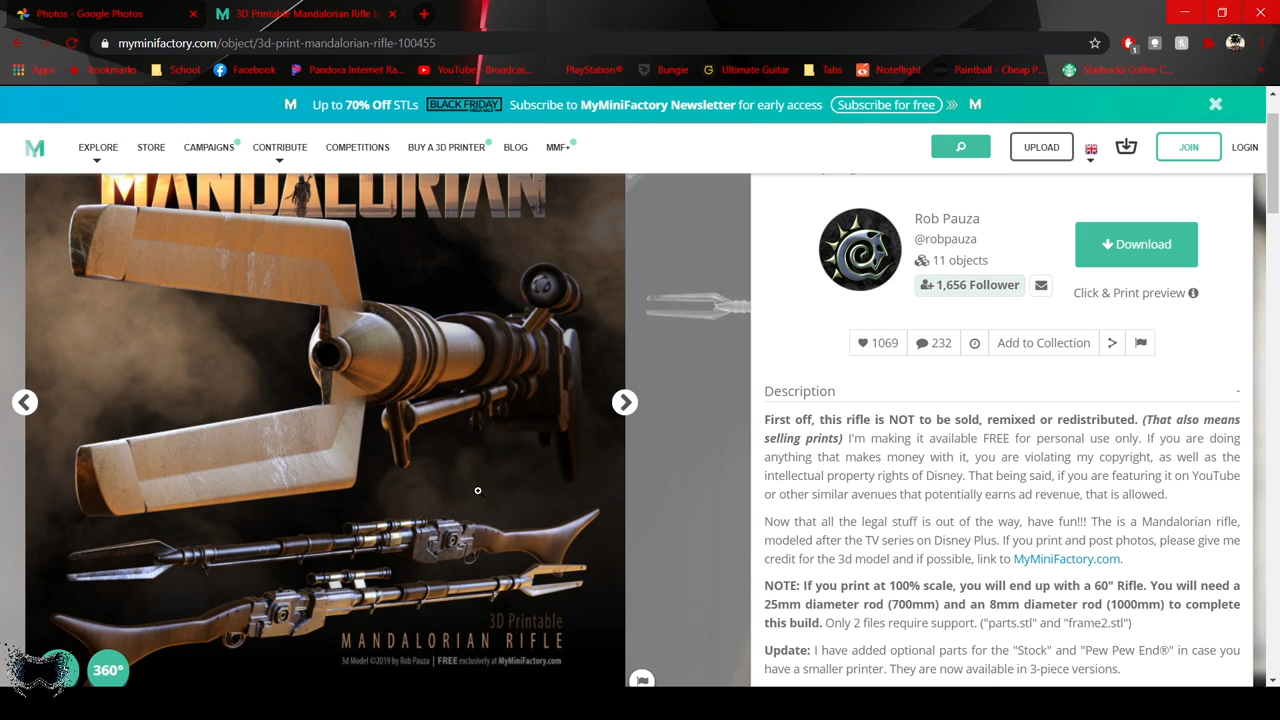 Photos - Google Photos
3D Printable Mandalorian Rifle b
myminifactory.com/object/3d-print-mandalorian-rifle-100455
Apps Bookmarks School Facebook Pandora Internet Ra... YouTube - Broadcas... PlayStation® Bungie Ultimate Guitar Tabs Noteflight Paintball - Cheap P... Starbucks Coffee C...
M Up to 70% Off STLs BLACK FRIDAY Subscribe to MyMiniFactory Newsletter for early access Subscribe for free M
EXPLORE STORE CAMPAIGNS CONTRIBUTE COMPETITIONS BUY A 3D PRINTER BLOG MMF+ UPLOAD JOIN LOGIN
MANDALORIAN
Rob Pauza
@robpauza
11 objects
1,656 Follower
Download
Click & Print preview
1069 232 Add to Collection
Description -
First off, this rifle is NOT to be sold, remixed or redistributed. (That also means
selling prints) I'm making it available FREE for personal use only. If you are doing
anything that makes money with it, you are violating my copyright, as well as the
intellectual property rights of Disney. That being said, if you are featuring it on YouTube
or other similar avenues that potentially earns ad revenue, that is allowed.
Now that all the legal stuff is out of the way, have fun!!! The is a Mandalorian rifle,
modeled after the TV series on Disney Plus. If you print and post photos, please give me
credit for the 3d model and if possible, link to MyMiniFactory.com.
NOTE: If you print at 100% scale, you will end up with a 60" Rifle. You will need a
25mm diameter rod (700mm) and an 8mm diameter rod (1000mm) to complete
this build. Only 2 files require support. ("parts.stl" and "frame2.stl")
Update: I have added optional parts for the "Stock" and "Pew Pew End®" in case you
have a smaller printer. They are now available in 3-piece versions.
3D Printable
MANDALORIAN RIFLE
3d Model ©2019 by Rob Pauza | FREE exclusively at MyMiniFactory.com
360°